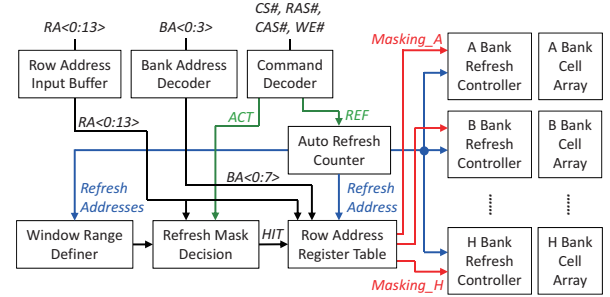 CS#, RAS#,
RA<0:13>
BA<0:3>
CAS#, WE#
Masking_A
Row Address
Input Buffer
Bank Address
Decoder
Command
Decoder
A Bank
Refresh
Controller
A Bank
Cell
Array
RA<0:13>
ACT
REF
Auto Refresh
Counter
B Bank
Refresh
Controller
B Bank
Cell
Array
Refresh
Addresses
BA<0:7>
Refresh
Address
Window Range
Definer
Refresh Mask
Decision
HIT
Row Address
Register Table
H Bank
Refresh
Controller
H Bank
Cell
Array
Masking_H